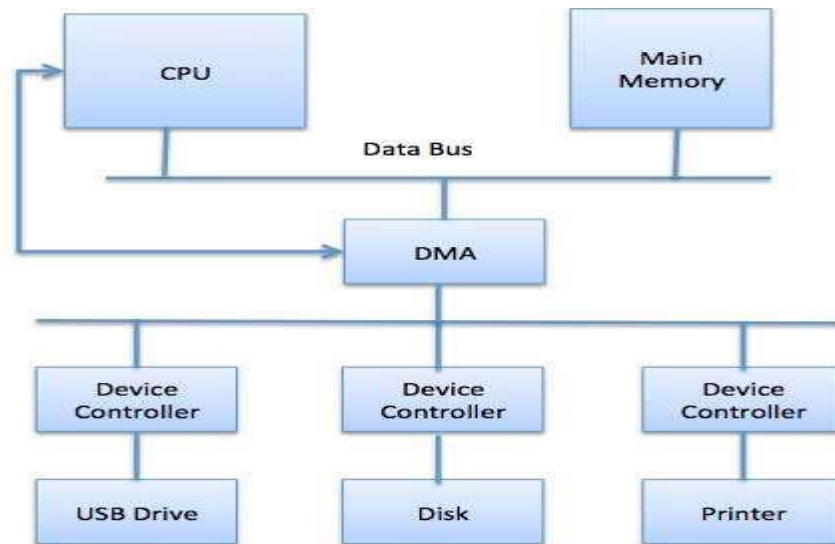 CPU
Main
Memory
Data Bus
DMA
Device
Controller
Device
Controller
Device
Controller
USB Drive
Disk
Printer